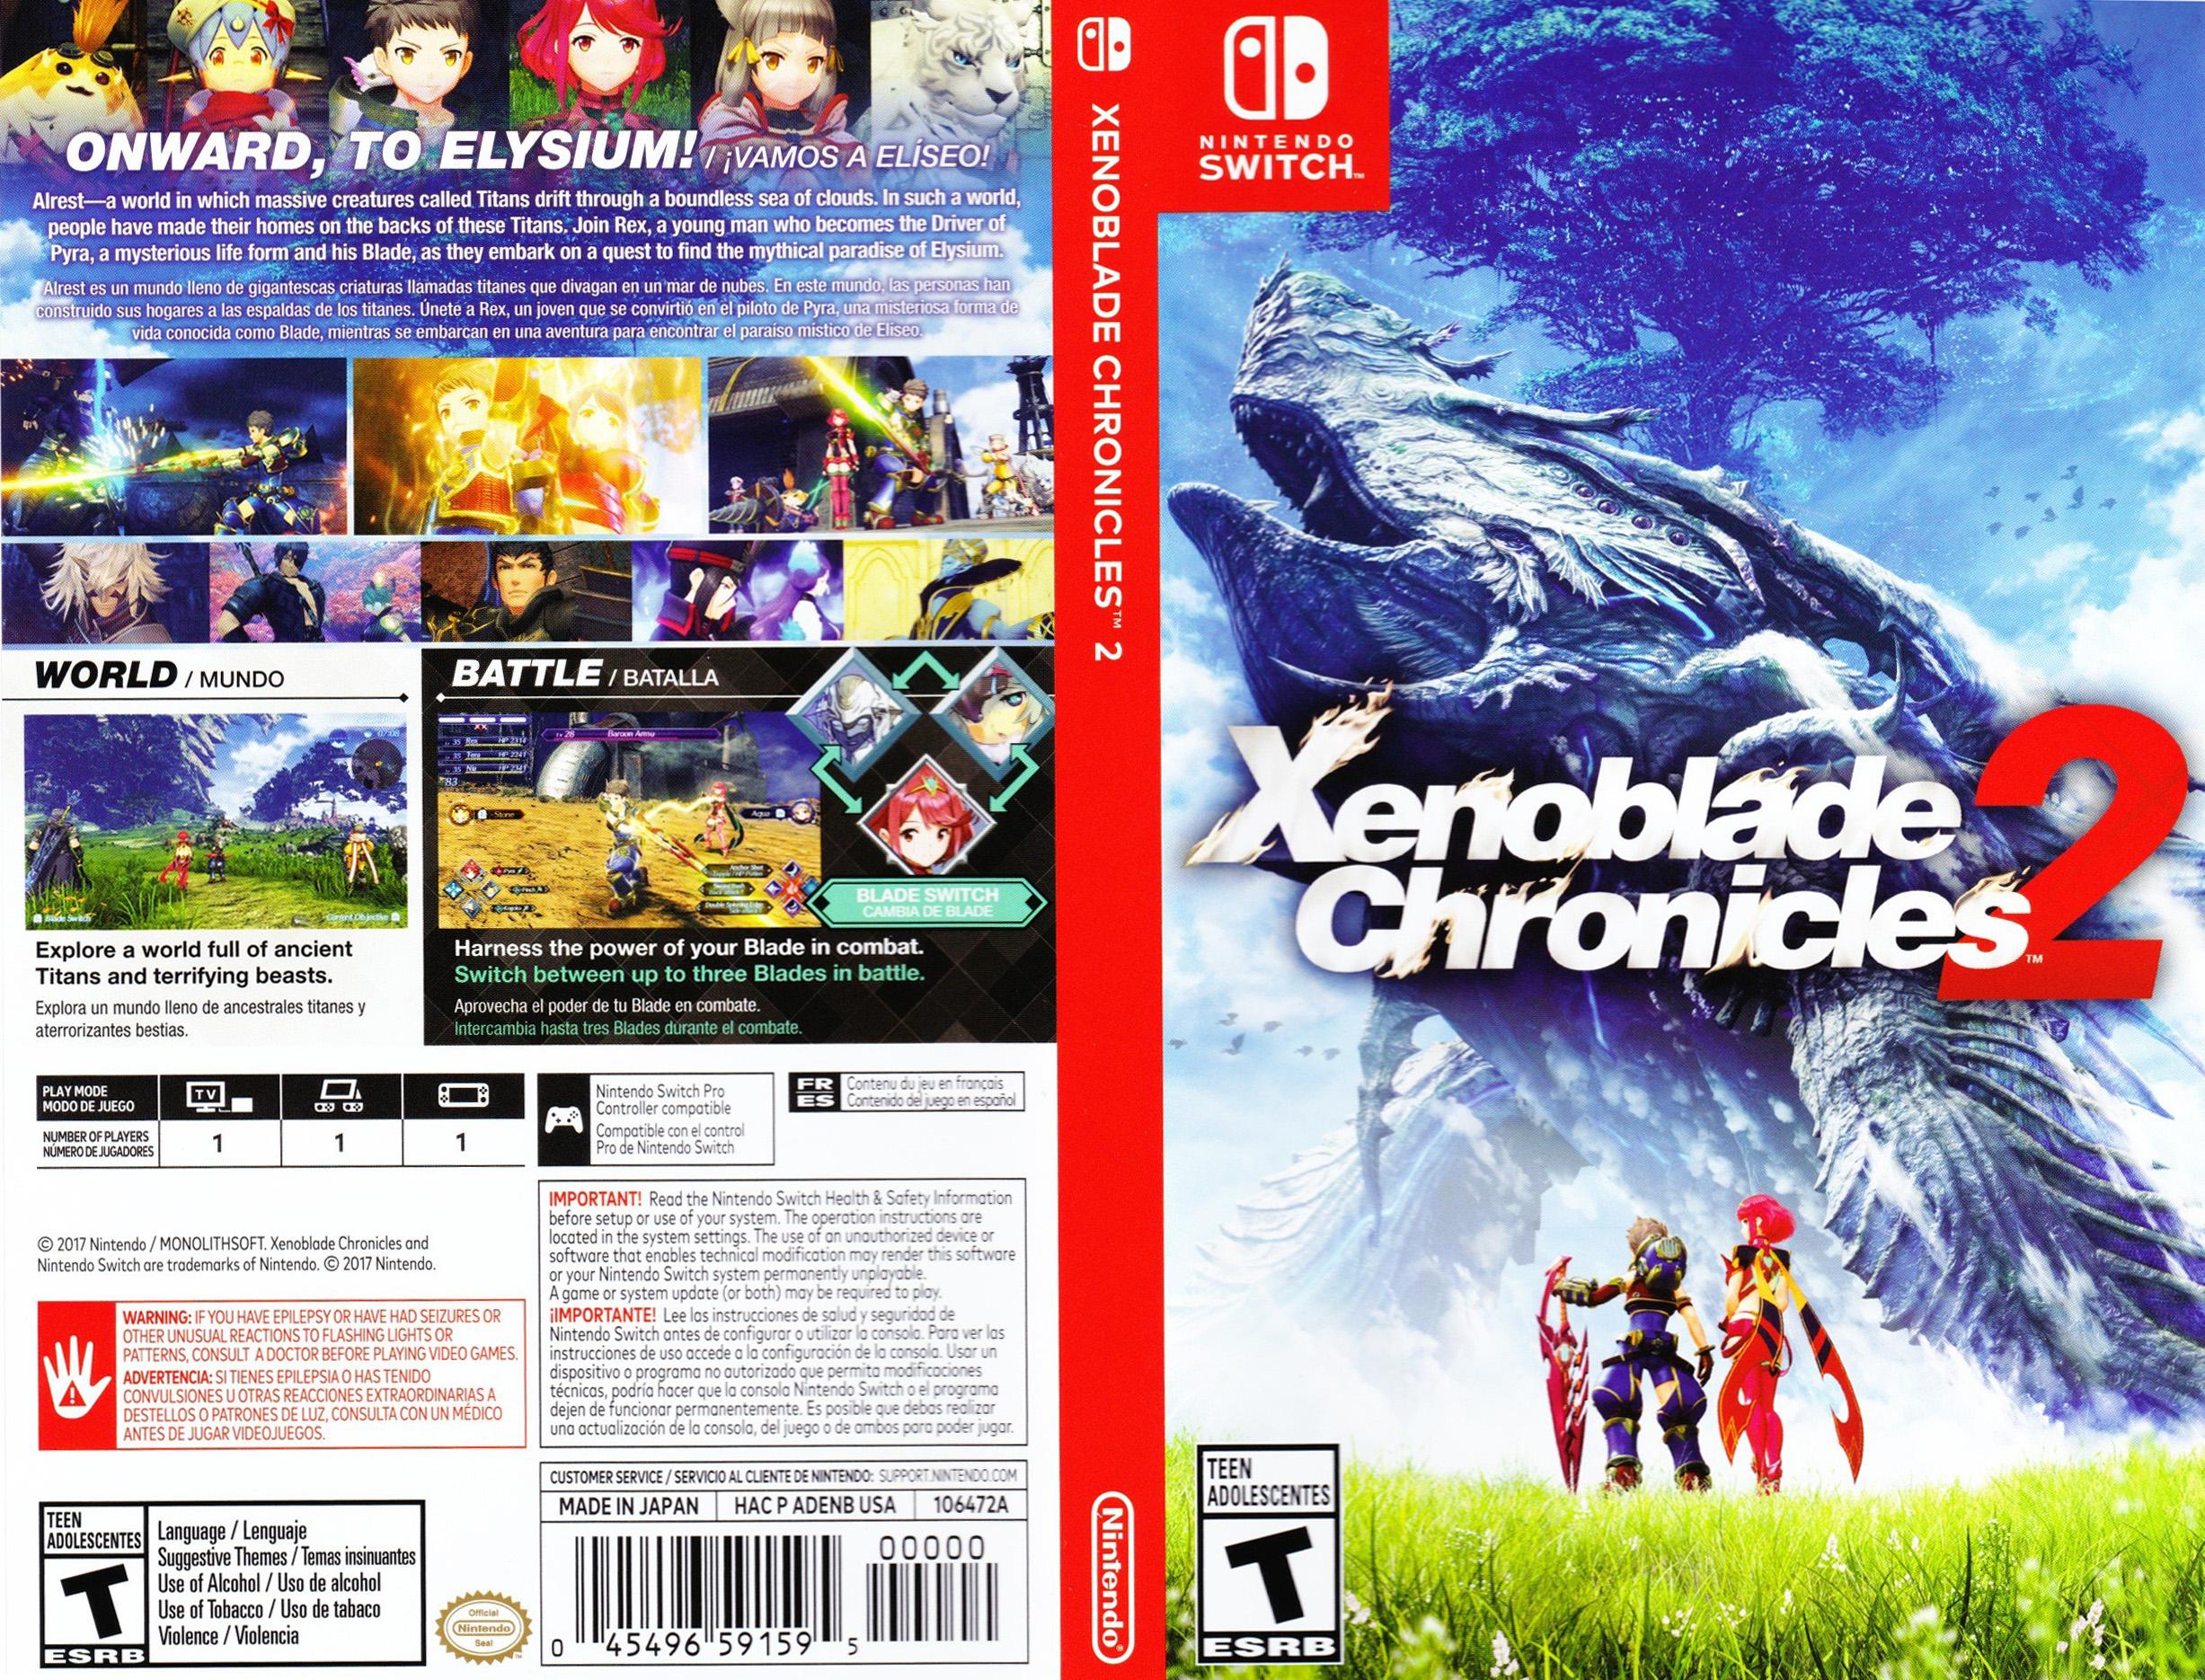 ONWARD, TO ELYSIUM! / ¡VAMOS A ELÍSEO!
Alrest—a world in which massive creatures called Titans drift through a boundless sea of clouds. In such a world,
people have made their homes on the backs of these Titans. Join Rex, a young man who becomes the Driver of
Pyra, a mysterious life form and his Blade, as they embark on a quest to find the mythical paradise of Elysium.
Alrest es un mundo lleno de gigantescas criaturas llamadas titanes que divagan en un mar de nubes. En este mundo, las personas han
construido sus hogares a las espaldas de los titanes. Únete a Rex, un joven que se convirtió en el piloto de Pyra, una misteriosa forma de
vida conocida como Blade, mientras se embarcan en una aventura para encontrar el paraíso místico de Elíseo.
WORLD / MUNDO
07:08
Blade Switch
Current Objective
Explore a world full of ancient
Titans and terrifying beasts.
Explora un mundo lleno de ancestrales titanes y
aterrorizantes bestias.
BATTLE / BATALLA
Lv 28 Baroon Army
Stone
Aqua
Anchor Shot
BLADE SWITCH
CAMBIA DE BLADE
Harness the power of your Blade in combat.
Switch between up to three Blades in battle.
Aprovecha el poder de tu Blade en combate.
Intercambia hasta tres Blades durante el combate.
PLAY MODE
MODO DE JUEGO
TV
NUMBER OF PLAYERS
NÚMERO DE JUGADORES
1
1
1
Nintendo Switch Pro
Controller compatible
Compatible con el control
Pro de Nintendo Switch
FR
ES
Contenu du jeu en français
Contenido del juego en español
© 2017 Nintendo / MONOLITHSOFT. Xenoblade Chronicles and
Nintendo Switch are trademarks of Nintendo. © 2017 Nintendo.
WARNING: IF YOU HAVE EPILEPSY OR HAVE HAD SEIZURES OR
OTHER UNUSUAL REACTIONS TO FLASHING LIGHTS OR
PATTERNS, CONSULT A DOCTOR BEFORE PLAYING VIDEO GAMES.
ADVERTENCIA: SI TIENES EPILEPSIA O HAS TENIDO
CONVULSIONES U OTRAS REACCIONES EXTRAORDINARIAS A
DESTELLOS O PATRONES DE LUZ, CONSULTA CON UN MÉDICO
ANTES DE JUGAR VIDEOJUEGOS.
IMPORTANT! Read the Nintendo Switch Health & Safety Information
before setup or use of your system. The operation instructions are
located in the system settings. The use of an unauthorized device or
software that enables technical modification may render this software
or your Nintendo Switch system permanently unplayable.
A game or system update (or both) may be required to play.
¡IMPORTANTE! Lee las instrucciones de salud y seguridad de
Nintendo Switch antes de configurar o utilizar la consola. Para ver las
instrucciones de uso accede a la configuración de la consola. Usar un
dispositivo o programa no autorizado que permita modificaciones
técnicas, podría hacer que la consola Nintendo Switch o el programa
dejen de funcionar permanentemente. Es posible que debas realizar
una actualización de la consola, del juego o de ambos para poder jugar.
CUSTOMER SERVICE / SERVICIO AL CLIENTE DE NINTENDO: SUPPORT.NINTENDO.COM
MADE IN JAPAN
HAC P ADENB USA
106472A
00000
0 45496 59159 5
TEEN
ADOLESCENTES
T
ESRB
Language / Lenguaje
Suggestive Themes / Temas insinuantes
Use of Alcohol / Uso de alcohol
Use of Tobacco / Uso de tabaco
Violence / Violencia
Official
Nintendo
Seal
XENOBLADE CHRONICLES™ 2
Nintendo®
NINTENDO
SWITCH™
Xenoblade
Chronicles 2™
TEEN
ADOLESCENTES
T
ESRB